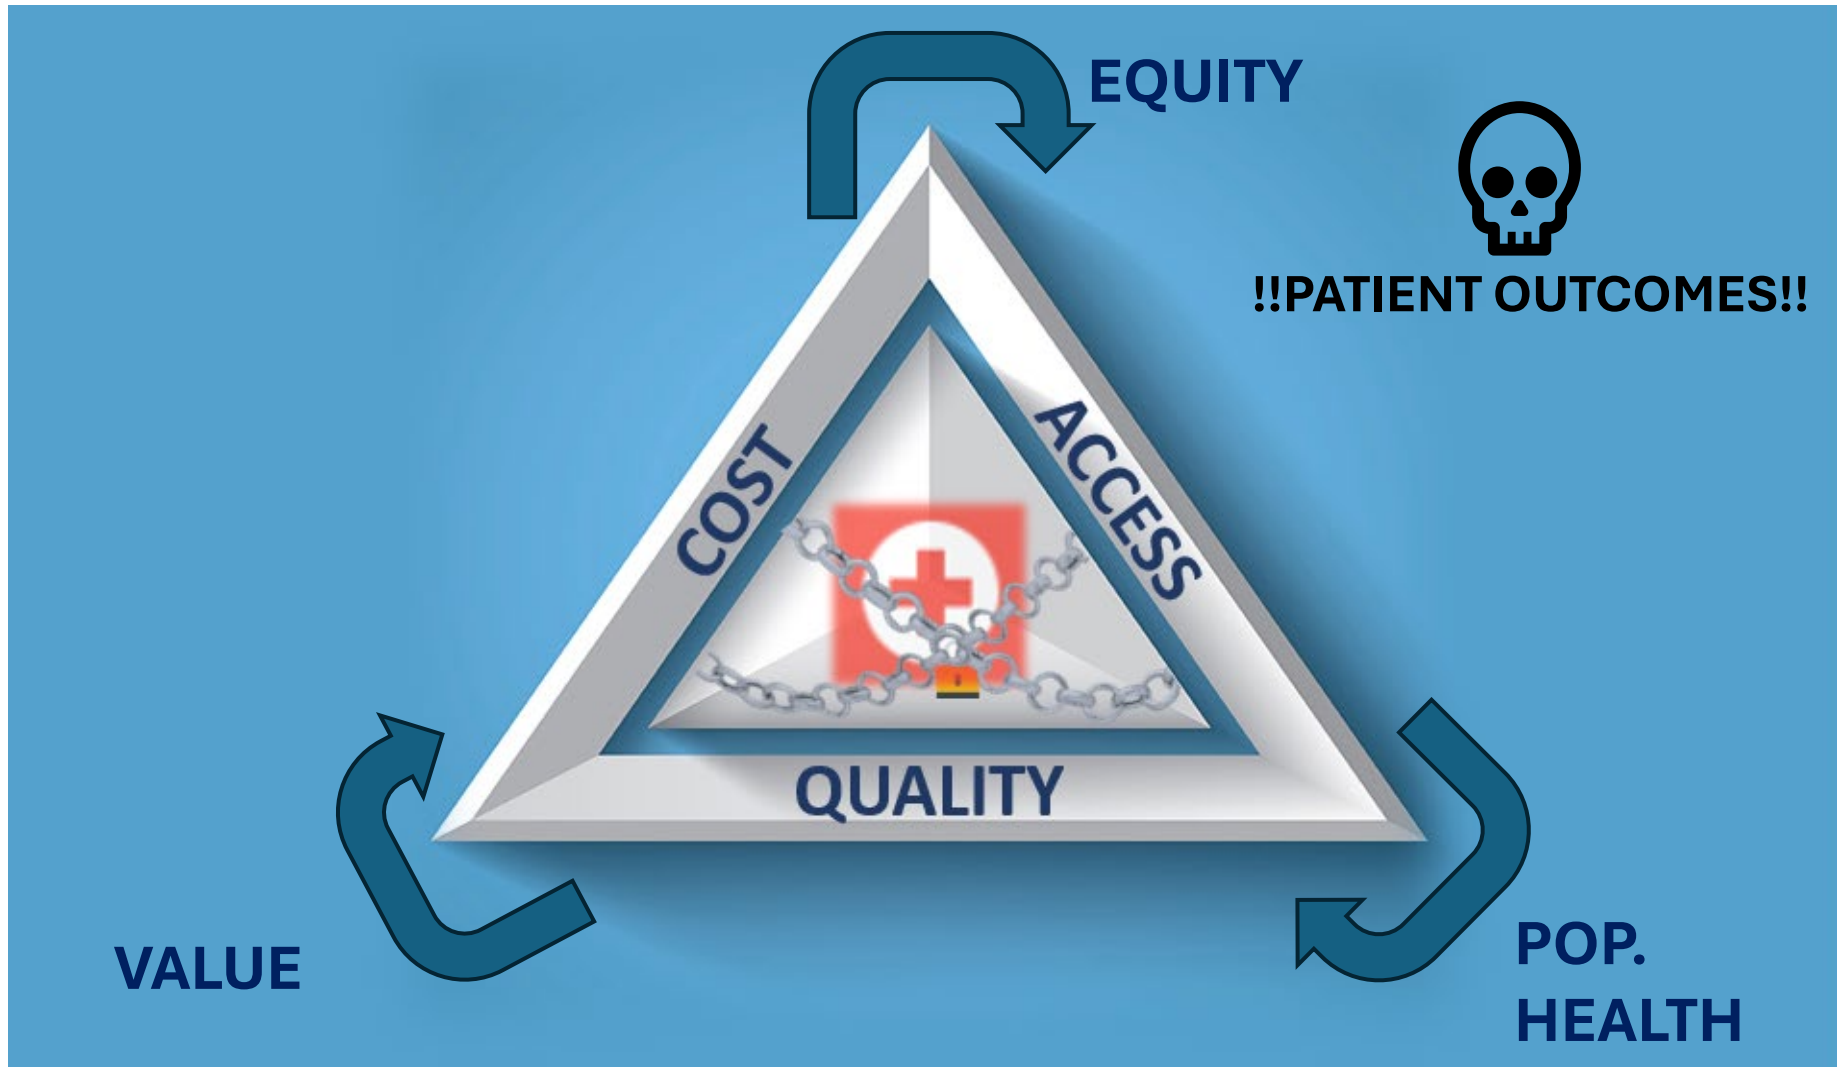 EQUITY
!!PATIENT OUTCOMES!!
COST
ACCESS
QUALITY
VALUE
POP.
HEALTH